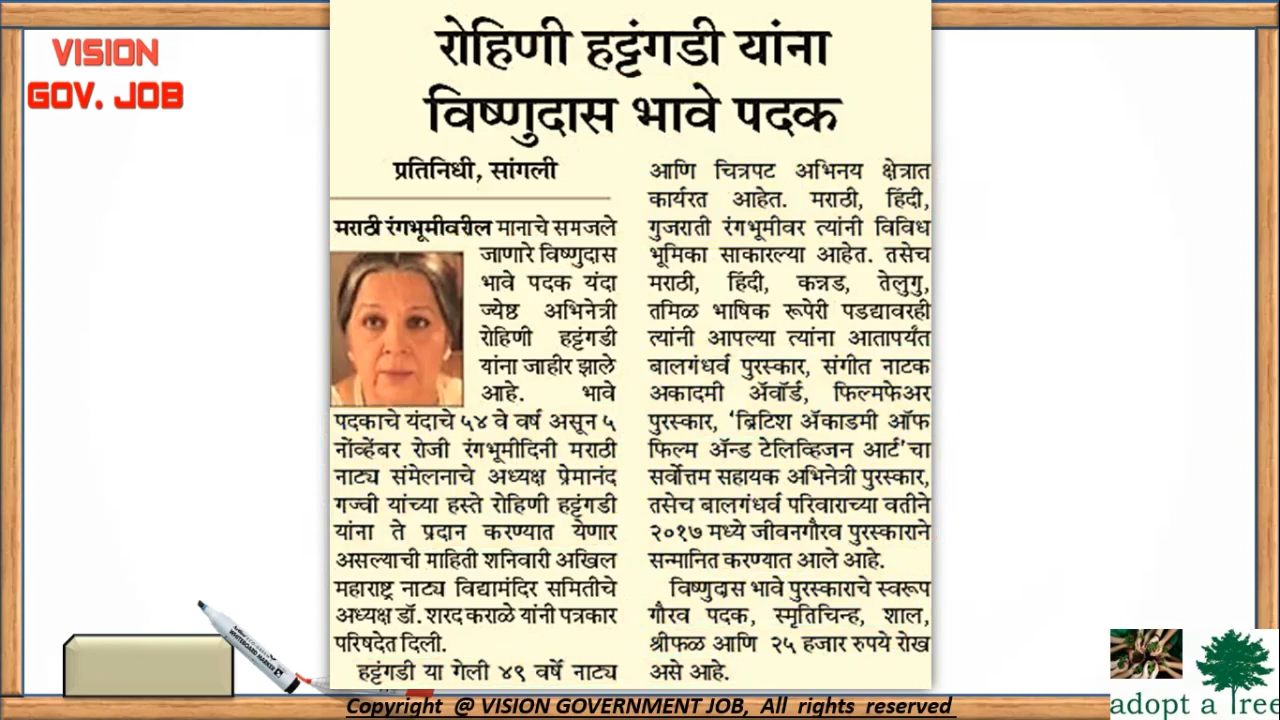 VISION
GOV. JOB
रोहिणी हट्टंगडी यांना
विष्णुदास भावे पदक
प्रतिनिधी, सांगली
मराठी रंगभूमीवरील मानाचे समजले
जाणारे विष्णुदास
भावे पदक यंदा
ज्येष्ठ अभिनेत्री
रोहिणी हट्टंगडी
यांना जाहीर झाले
आहे. भावे
पदकाचे यंदाचे ५४ वे वर्ष असून ५
नोंव्हेंबर रोजी रंगभूमीदिनी मराठी
नाट्य संमेलनाचे अध्यक्ष प्रेमानंद
गज्वी यांच्या हस्ते रोहिणी हट्टंगडी
यांना ते प्रदान करण्यात येणार
असल्याची माहिती शनिवारी अखिल
महाराष्ट्र नाट्य विद्यामंदिर समितीचे
अध्यक्ष डॉ. शरद कराळे यांनी पत्रकार
परिषदेत दिली.
हट्टंगडी या गेली ४९ वर्षे नाट्य
आणि चित्रपट अभिनय क्षेत्रात
कार्यरत आहेत. मराठी, हिंदी,
गुजराती रंगभूमीवर त्यांनी विविध
भूमिका साकारल्या आहेत. तसेच
मराठी, हिंदी, कन्नड, तेलुगु,
तमिळ भाषिक रूपेरी पडद्यावरही
त्यांनी आपल्या त्यांना आतापर्यंत
बालगंधर्व पुरस्कार, संगीत नाटक
अकादमी ॲवॉर्ड, फिल्मफेअर
पुरस्कार, ‘ब्रिटिश ॲकाडमी ऑफ
फिल्म ॲन्ड टेलिव्हिजन आर्ट’चा
सर्वोत्तम सहायक अभिनेत्री पुरस्कार,
तसेच बालगंधर्व परिवाराच्या वतीने
२०१७ मध्ये जीवनगौरव पुरस्काराने
सन्मानित करण्यात आले आहे.
विष्णुदास भावे पुरस्काराचे स्वरूप
गौरव पदक, स्मृतिचिन्ह, शाल,
श्रीफळ आणि २५ हजार रुपये रोख
असे आहे.
adopt a Tree
Copyright @ VISION GOVERNMENT JOB, All rights reserved